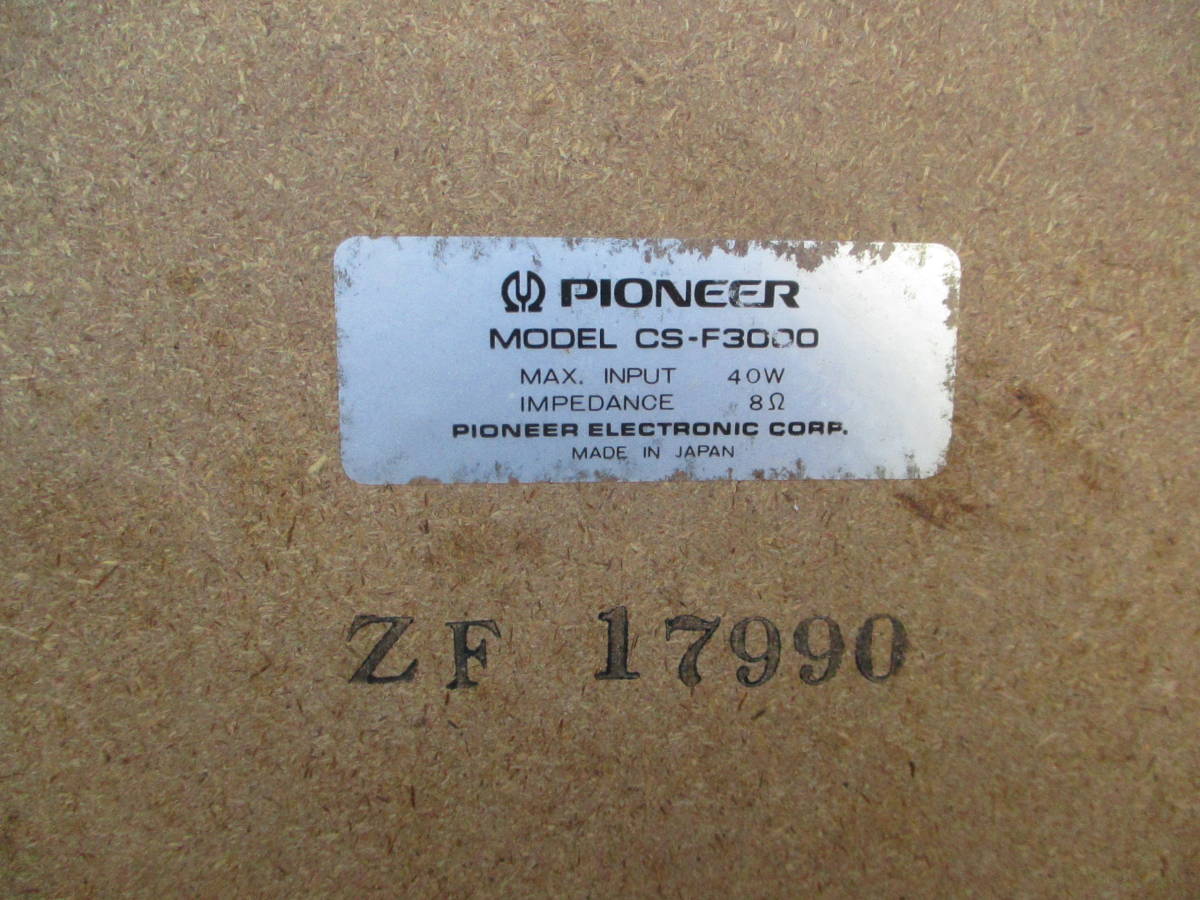 PIONEER
MODEL CS-F3000
MAX. INPUT 40W
IMPEDANCE 8Ω
PIONEER ELECTRONIC CORP.
MADE IN JAPAN
ZF 17990